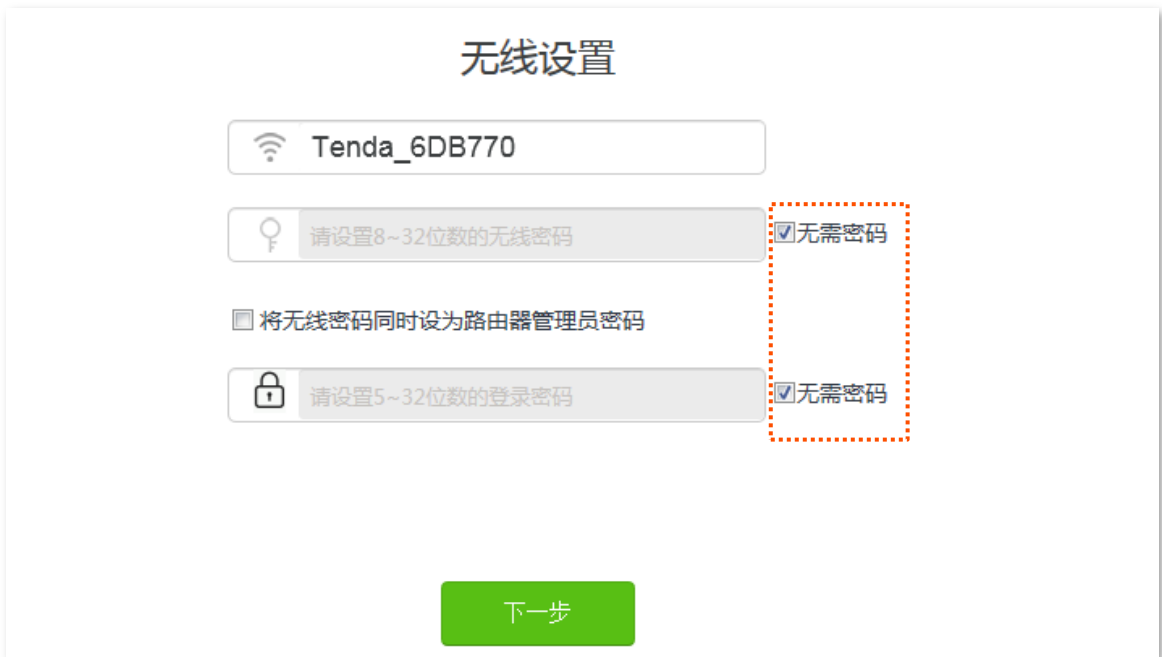 无线设置
Tenda_6DB770
请设置8~32位数的无线密码
无需密码
将无线密码同时设为路由器管理员密码
请设置5~32位数的登录密码
无需密码
下一步